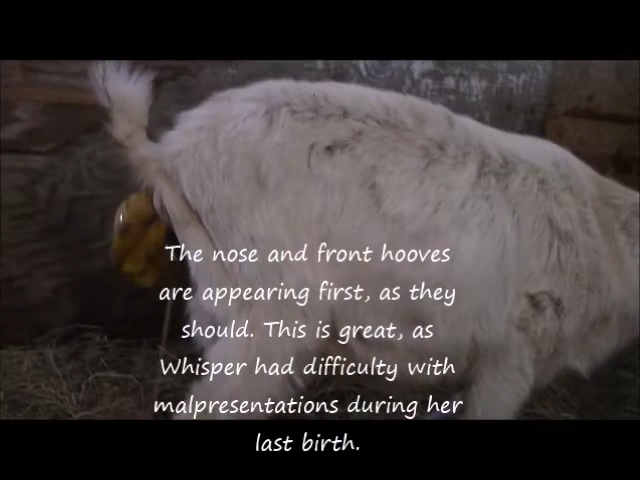 The nose and front hooves
are appearing first, as they
should. This is great, as
Whisper had difficulty with
malpresentations during her
last birth.